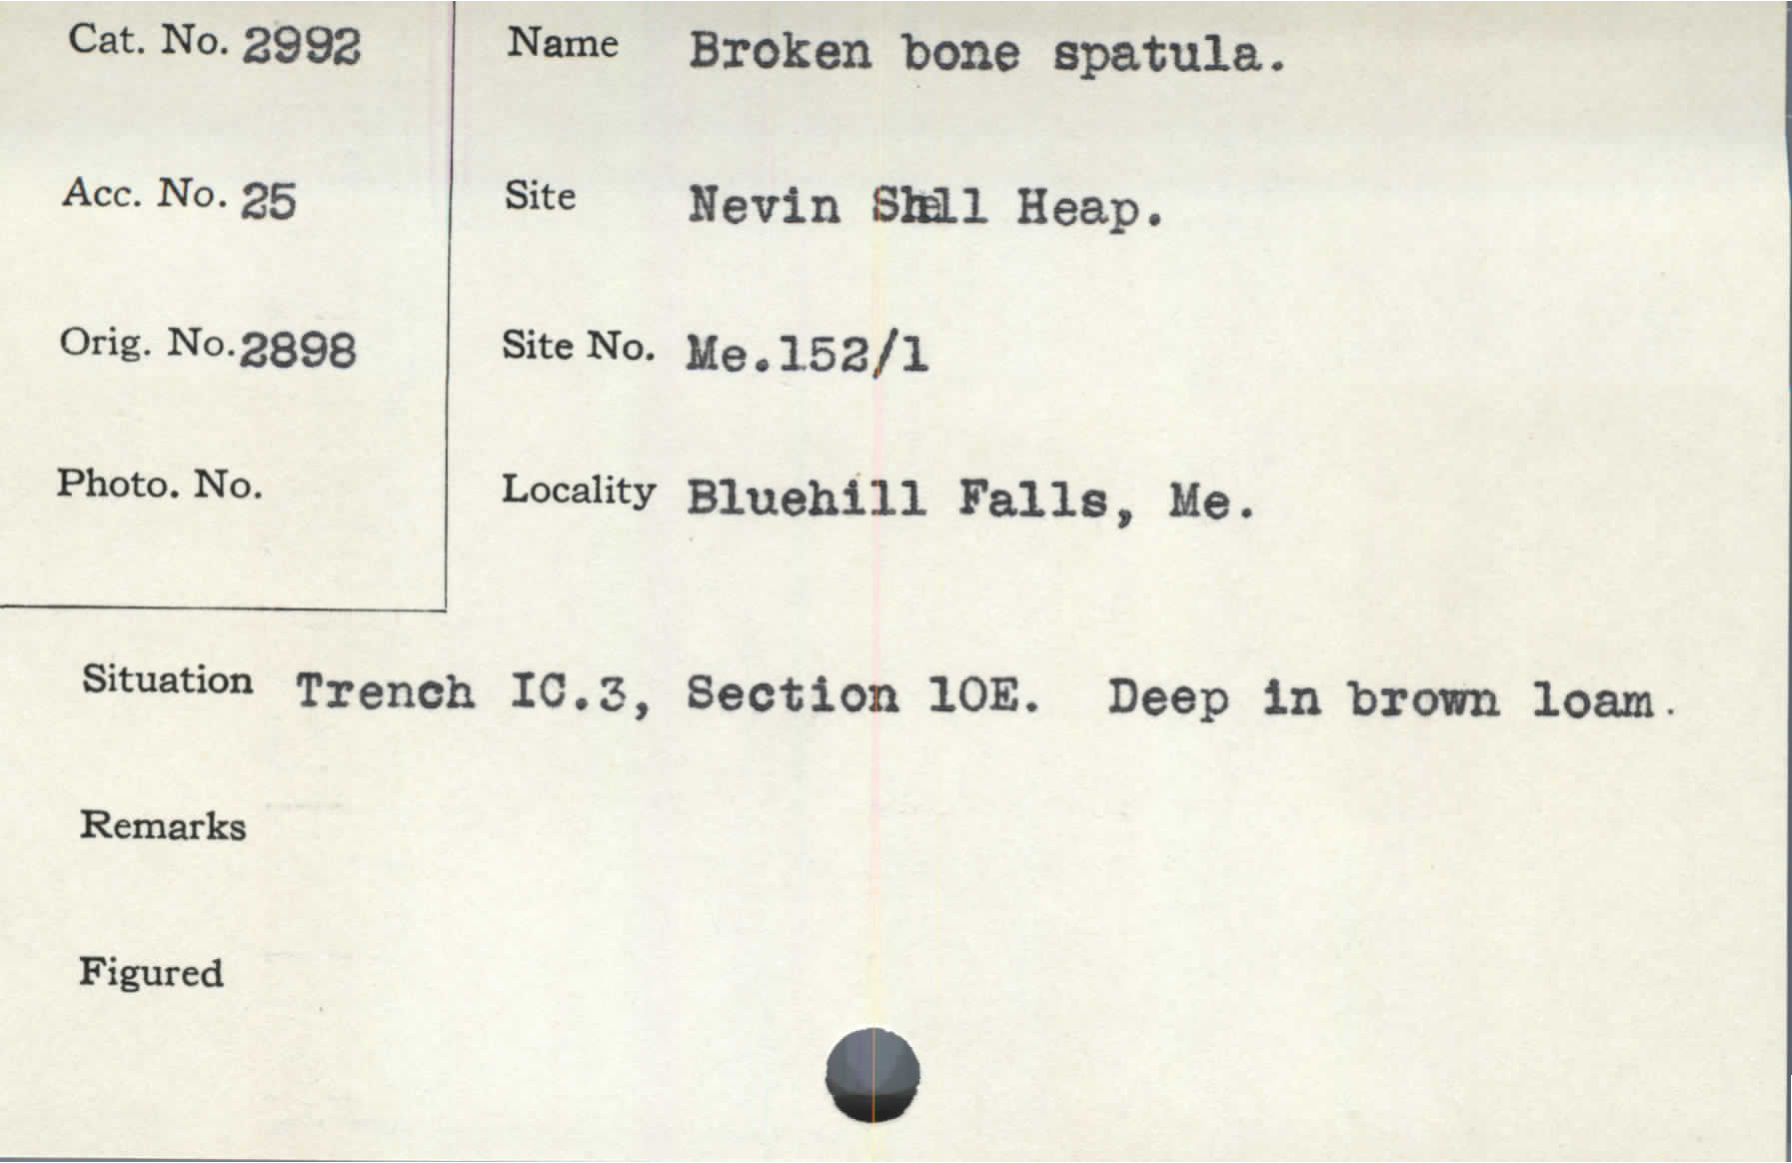 Cat. No. 2992
Name Broken bone spatula.
Acc. No. 25
Site Nevin Shell Heap.
Orig. No. 2898
Site No. Me.152/1
Photo. No.
Locality Bluehill Falls, Me.
Situation Trench IC.3, Section 10E. Deep in brown loam.
Remarks
Figured